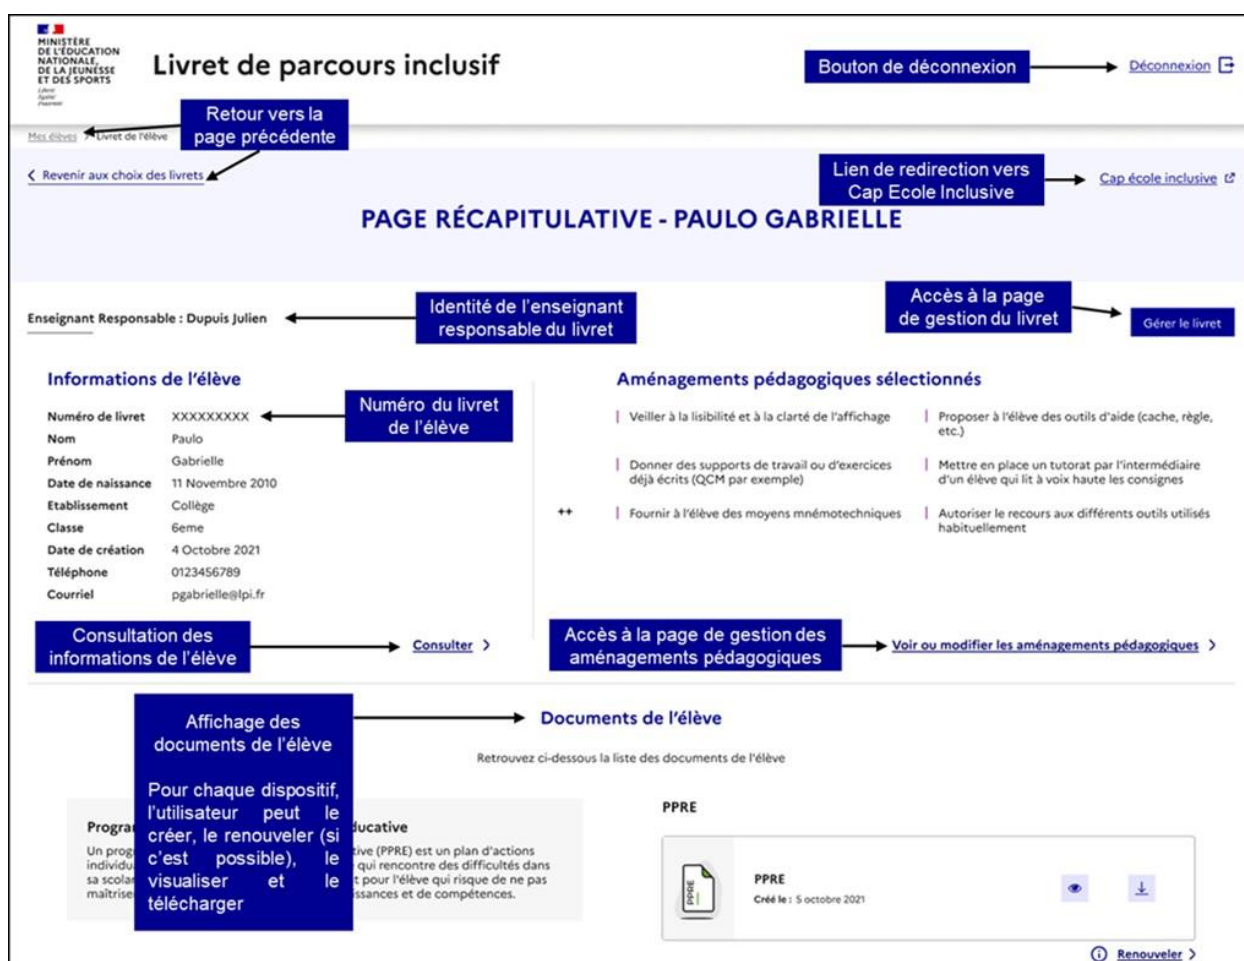 MINISTÈRE
DE L'ÉDUCATION
NATIONALE,
DE LA JEUNESSE
ET DES SPORTS
Liberté
Égalité
Fraternité
Livret de parcours inclusif
Bouton de déconnexion
Déconnexion
Mes élèves > Livret de l'élève
Retour vers la
page précédente
Revenir aux choix des livrets
Lien de redirection vers
Cap Ecole Inclusive
Cap école inclusive
PAGE RÉCAPITULATIVE - PAULO GABRIELLE
Enseignant Responsable : Dupuis Julien
Identité de l'enseignant
responsable du livret
Accès à la page
de gestion du livret
Gérer le livret
Informations de l'élève
Numéro de livret XXXXXXXXX
Numéro du livret
de l'élève
Nom Paulo
Prénom Gabrielle
Date de naissance 11 Novembre 2010
Etablissement Collège
Classe 6eme
Date de création 4 Octobre 2021
Téléphone 0123456789
Courriel pgabrielle@lpi.fr
Consultation des
informations de l'élève
Consulter
++
Aménagements pédagogiques sélectionnés
Veiller à la lisibilité et à la clarté de l'affichage
Proposer à l'élève des outils d'aide (cache, règle,
etc.)
Donner des supports de travail ou d'exercices
déjà écrits (QCM par exemple)
Mettre en place un tutorat par l'intermédiaire
d'un élève qui lit à voix haute les consignes
Fournir à l'élève des moyens mnémotechniques
Autoriser le recours aux différents outils utilisés
habituellement
Accès à la page de gestion des
aménagements pédagogiques
Voir ou modifier les aménagements pédagogiques
Affichage des
documents de l'élève
Pour chaque dispositif,
l'utilisateur peut le
créer, le renouveler (si
c'est possible), le
visualiser et le
télécharger
Documents de l'élève
Retrouvez ci-dessous la liste des documents de l'élève
Progra ducative
Un prog tive (PPRE) est un plan d'actions
individu qui rencontre des difficultés dans
sa scola t pour l'élève qui risque de ne pas
maîtrise issances et de compétences.
PPRE
PPRE
PPRE
Créé le : 5 octobre 2021
Renouveler